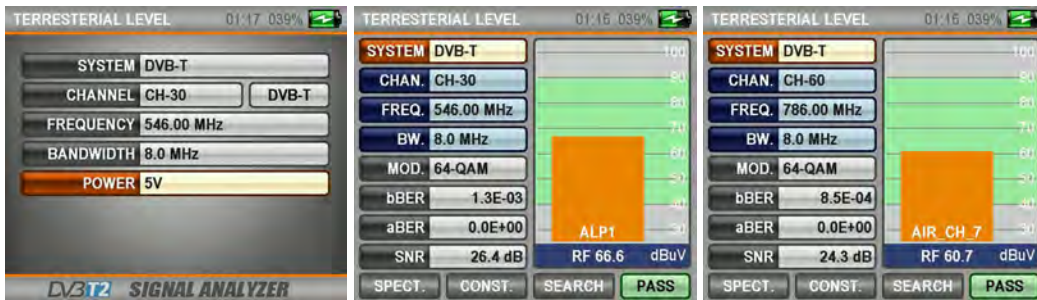 TERRESTERIAL LEVEL 01:17 039%
SYSTEM DVB-T
CHANNEL CH-30 DVB-T
FREQUENCY 546.00 MHz
BANDWIDTH 8.0 MHz
POWER 5V
DVB T2 SIGNAL ANALYZER
TERRESTERIAL LEVEL 01:16 039%
SYSTEM DVB-T
CHAN. CH-30
FREQ. 546.00 MHz
BW. 8.0 MHz
MOD. 64-QAM
bBER 1.3E-03
aBER 0.0E+00
SNR 26.4 dB
100
90
80
70
60
50
40
30
ALP1
RF 66.6 dBuV
SPECT. CONST. SEARCH PASS
TERRESTERIAL LEVEL 01:16 039%
SYSTEM DVB-T
CHAN. CH-60
FREQ. 786.00 MHz
BW. 8.0 MHz
MOD. 64-QAM
bBER 8.5E-04
aBER 0.0E+00
SNR 24.3 dB
100
90
80
70
60
50
40
30
AIR_CH_7
RF 60.7 dBuV
SPECT. CONST. SEARCH PASS